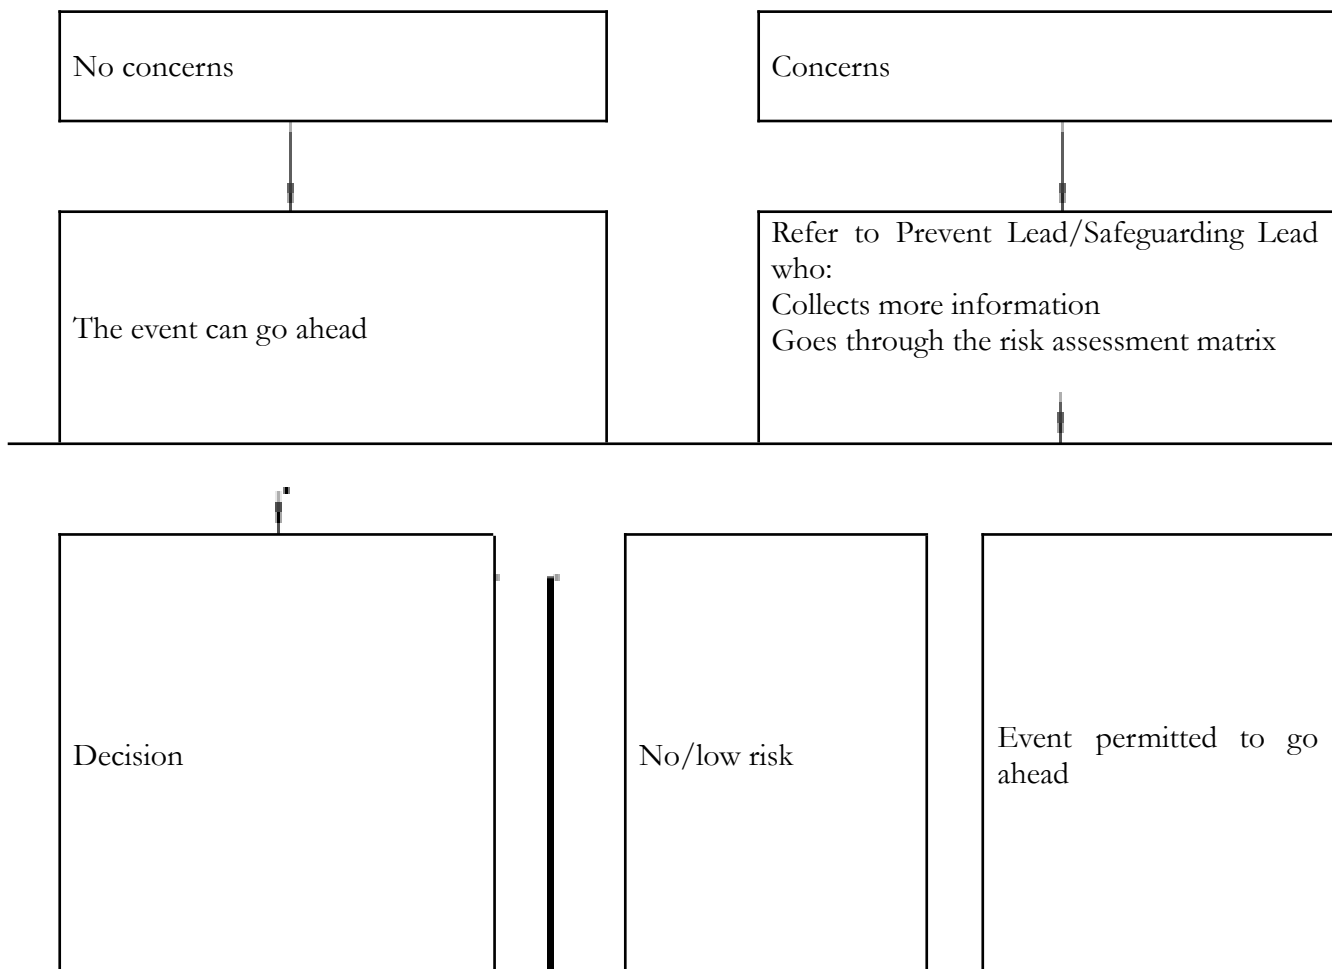 No concerns
Concerns
The event can go ahead
Refer to Prevent Lead/Safeguarding Lead
who:
Collects more information
Goes through the risk assessment matrix
Decision
No/low risk
Event permitted to go
ahead